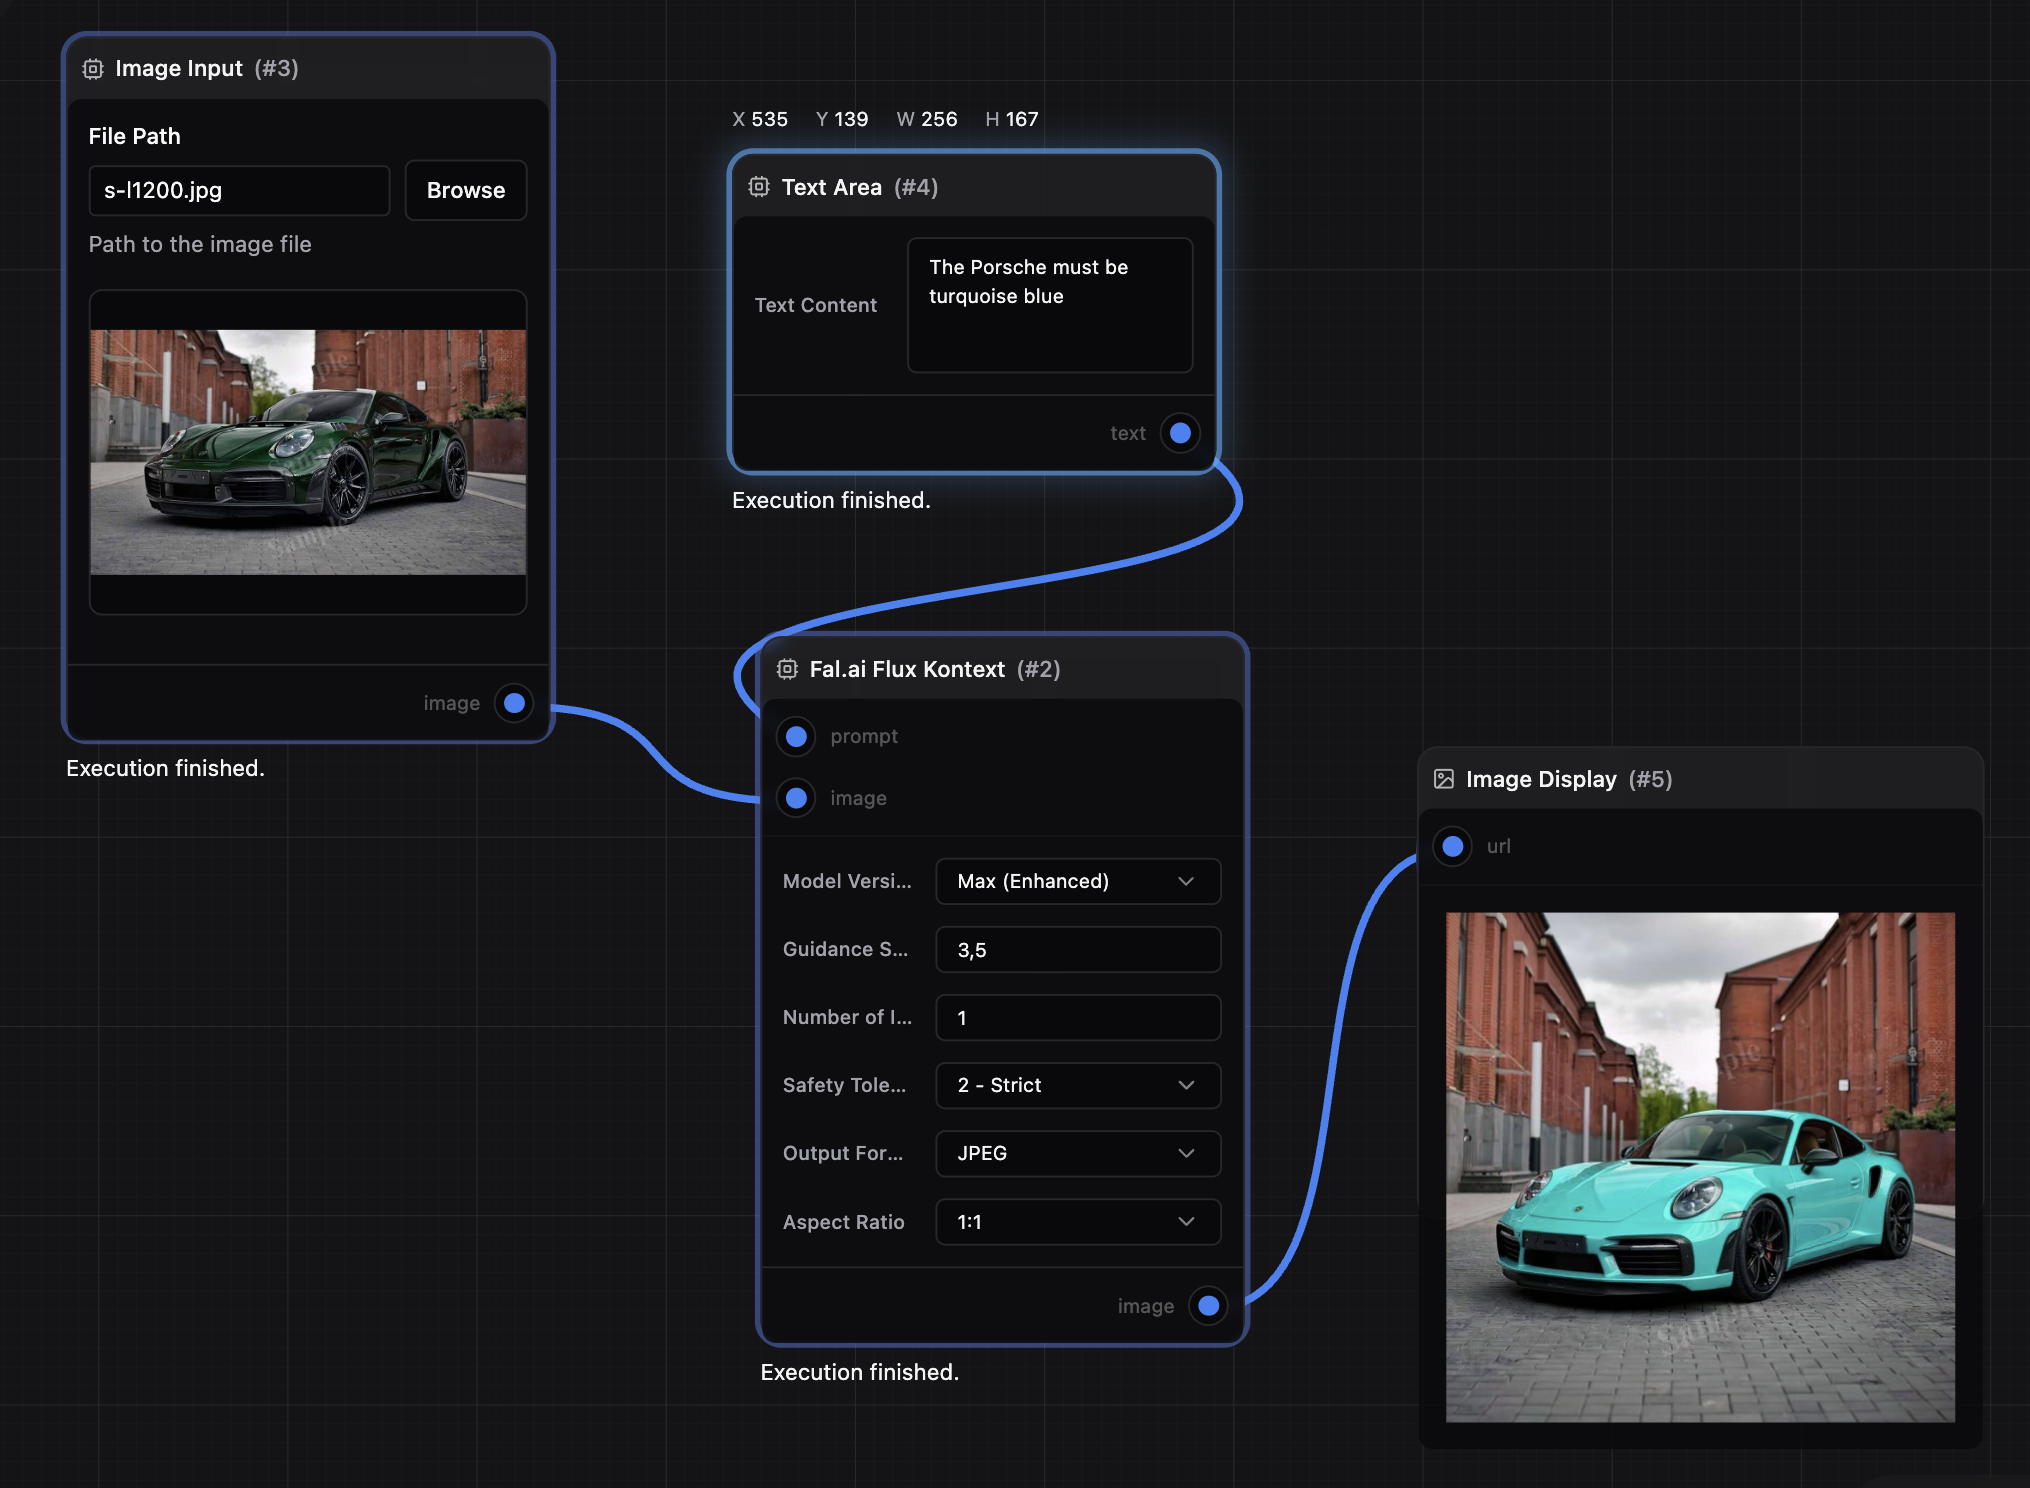 Image Input (#3)
File Path
s-l1200.jpg
Browse
Path to the image file
Sample
image
Execution finished.
X 535 Y 139 W 256 H 167
Text Area (#4)
Text Content
The Porsche must be
turquoise blue
text
Execution finished.
Fal.ai Flux Kontext (#2)
prompt
image
Model Versi...
Max (Enhanced)
Guidance S...
3,5
Number of I...
1
Safety Tole...
2 - Strict
Output For...
JPEG
Aspect Ratio
1:1
image
Execution finished.
Image Display (#5)
url
Sample